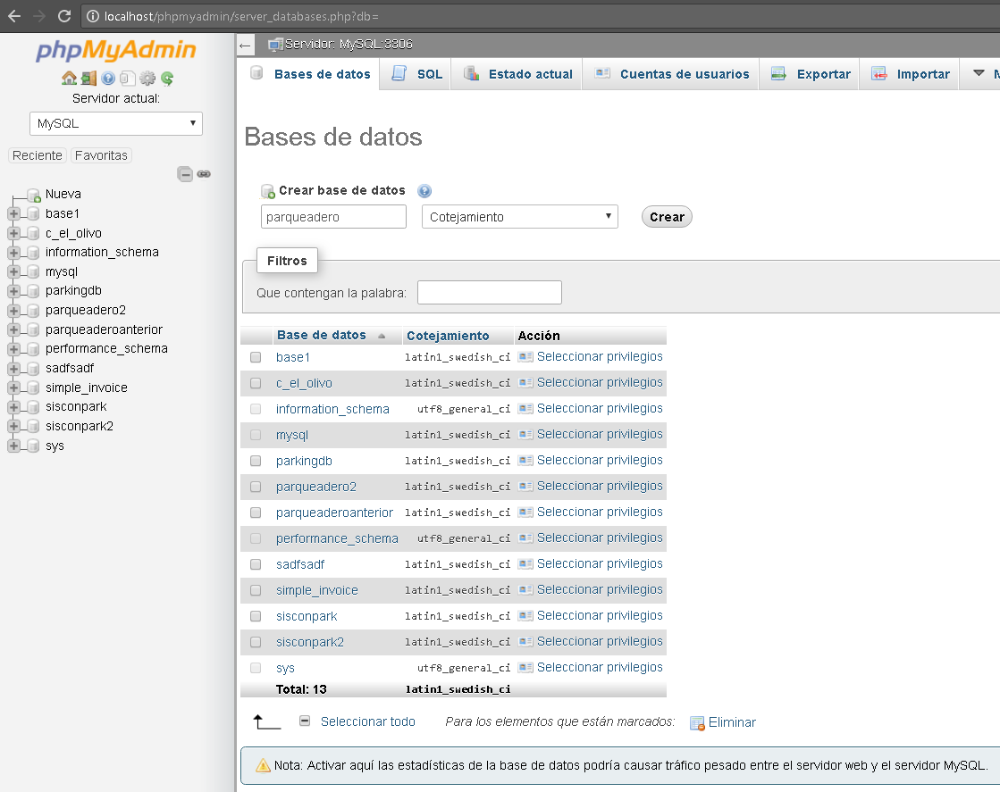 localhost/phpmyadmin/server_databases.php?db=
phpMyAdmin
Servidor actual:
MySQL
Reciente Favoritas
Nueva
base1
c_el_olivo
information_schema
mysql
parkingdb
parqueadero2
parqueaderoanterior
performance_schema
sadfsadf
simple_invoice
sisconpark
sisconpark2
sys
Servidor: MySQL:3306
Bases de datos SQL Estado actual Cuentas de usuarios Exportar Importar
Bases de datos
Crear base de datos
parqueadero Cotejamiento Crear
Filtros
Que contengan la palabra:
Base de datos Cotejamiento Acción
base1 latin1_swedish_ci Seleccionar privilegios
c_el_olivo latin1_swedish_ci Seleccionar privilegios
information_schema utf8_general_ci Seleccionar privilegios
mysql latin1_swedish_ci Seleccionar privilegios
parkingdb latin1_swedish_ci Seleccionar privilegios
parqueadero2 latin1_swedish_ci Seleccionar privilegios
parqueaderoanterior latin1_swedish_ci Seleccionar privilegios
performance_schema utf8_general_ci Seleccionar privilegios
sadfsadf latin1_swedish_ci Seleccionar privilegios
simple_invoice latin1_swedish_ci Seleccionar privilegios
sisconpark latin1_swedish_ci Seleccionar privilegios
sisconpark2 latin1_swedish_ci Seleccionar privilegios
sys utf8_general_ci Seleccionar privilegios
Total: 13 latin1_swedish_ci
Seleccionar todo Para los elementos que están marcados: Eliminar
Nota: Activar aquí las estadísticas de la base de datos podría causar tráfico pesado entre el servidor web y el servidor MySQL.